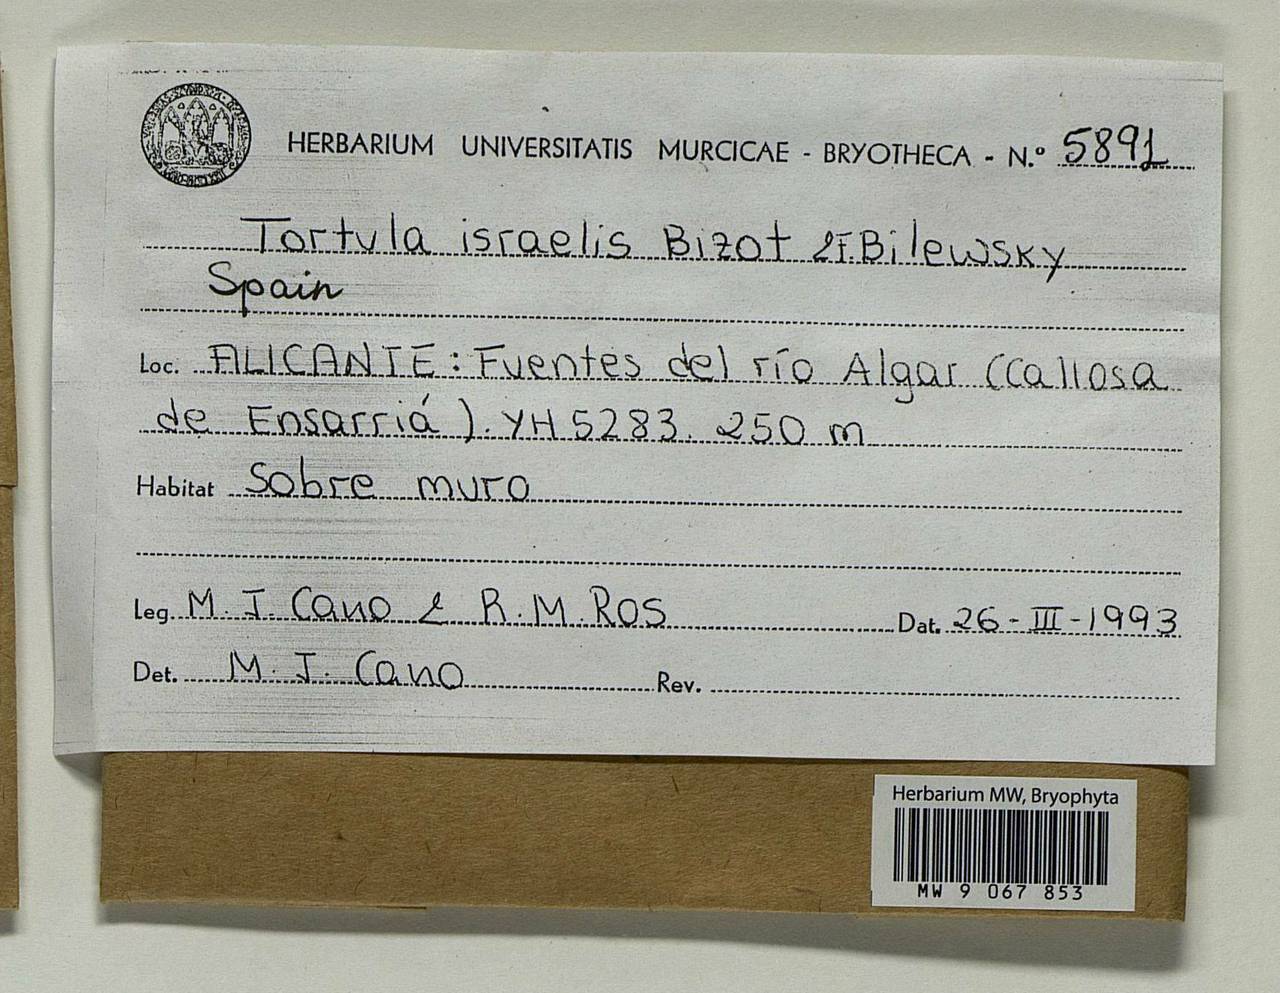 HERBARIUM UNIVERSITATIS MURCICAE - BRYOTHECA - N.º 5891
Tortula israelis Bizot & F. Bilewsky
Spain
Loc. ALICANTE: Fuentes del río Algar (Callosa
de Ensarriá). YH 5283. 250 m
Habitat Sobre muro
Leg. M. J. Cano & R. M. Ros Dat. 26-III-1993
Det. M. J. Cano Rev.
Herbarium MW, Bryophyta
MW 9 067 853